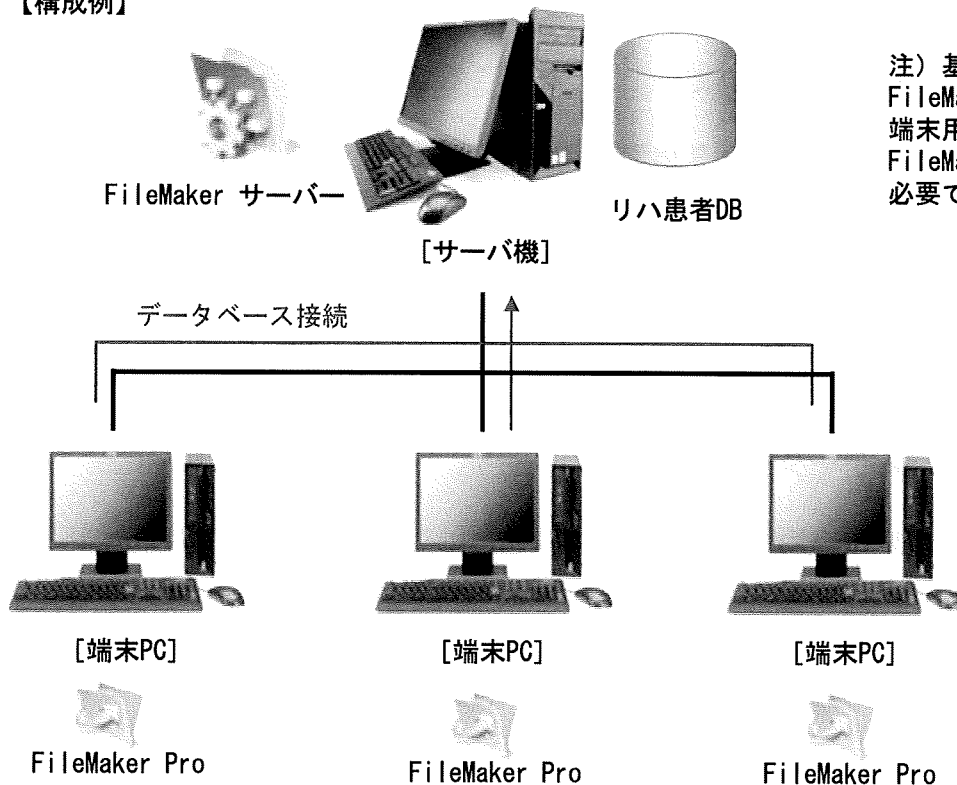 【構成例】
注）
FileMa
端末用
FileMa
必要で
FileMaker サーバー
リハ患者DB
[サーバ機]
データベース接続
[端末PC]
[端末PC]
[端末PC]
FileMaker Pro
FileMaker Pro
FileMaker Pro